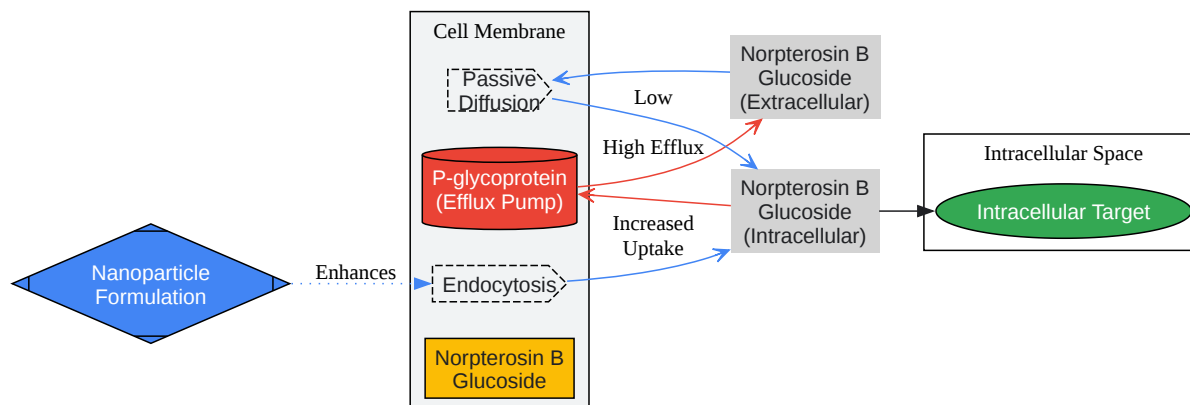 Cell Membrane
Passive
Diffusion
Low
Norpterosin B
Glucoside
(Extracellular)
High Efflux
P-glycoprotein
(Efflux Pump)
Norpterosin B
Glucoside
(Intracellular)
Intracellular Space
Intracellular Target
Increased
Uptake
Nanoparticle
Formulation
Enhances
Endocytosis
Norpterosin B
Glucoside